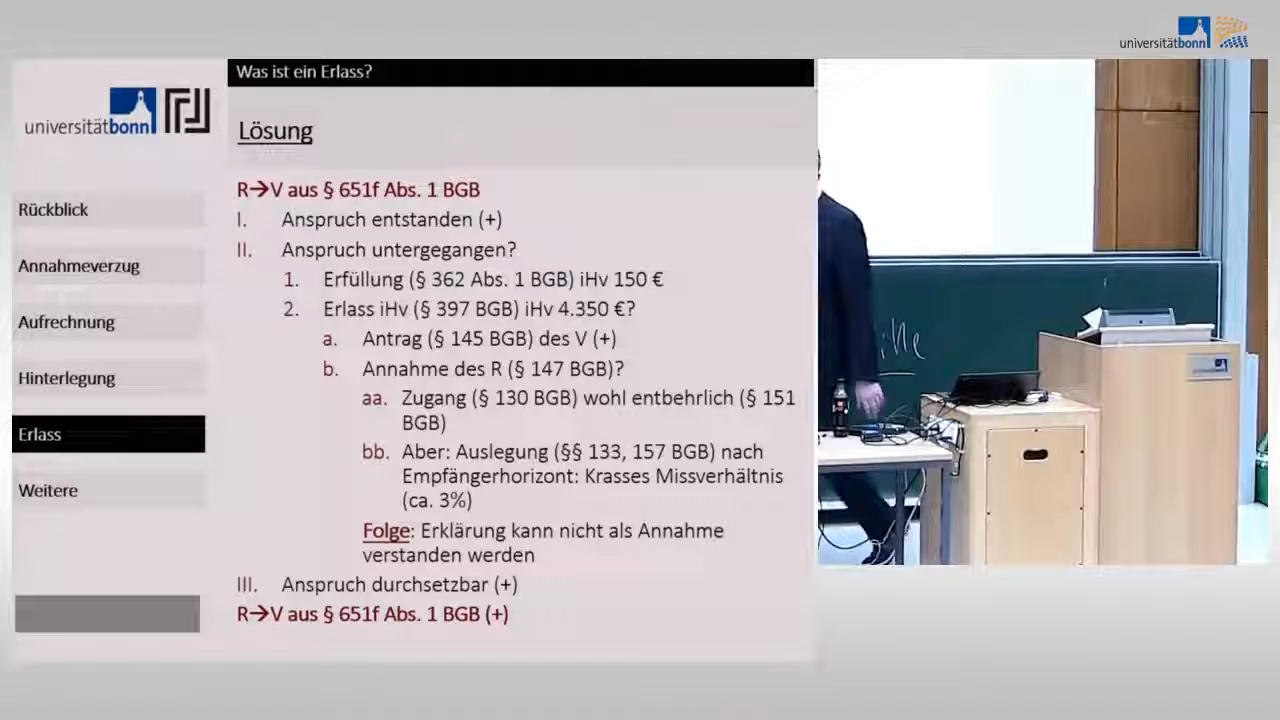 universitätbonn
Was ist ein Erlass?
universitätbonn
Lösung
R→V aus § 651f Abs. 1 BGB
Rückblick
I. Anspruch entstanden (+)
II. Anspruch untergegangen?
Annahmeverzug
1. Erfüllung (§ 362 Abs. 1 BGB) iHv 150 €
2. Erlass iHv (§ 397 BGB) iHv 4.350 €?
Aufrechnung
a. Antrag (§ 145 BGB) des V (+)
b. Annahme des R (§ 147 BGB)?
Hinterlegung
aa. Zugang (§ 130 BGB) wohl entbehrlich (§ 151
BGB)
Erlass
bb. Aber: Auslegung (§§ 133, 157 BGB) nach
Empfängerhorizont: Krasses Missverhältnis
(ca. 3%)
Weitere
Folge: Erklärung kann nicht als Annahme
verstanden werden
III. Anspruch durchsetzbar (+)
R→V aus § 651f Abs. 1 BGB (+)